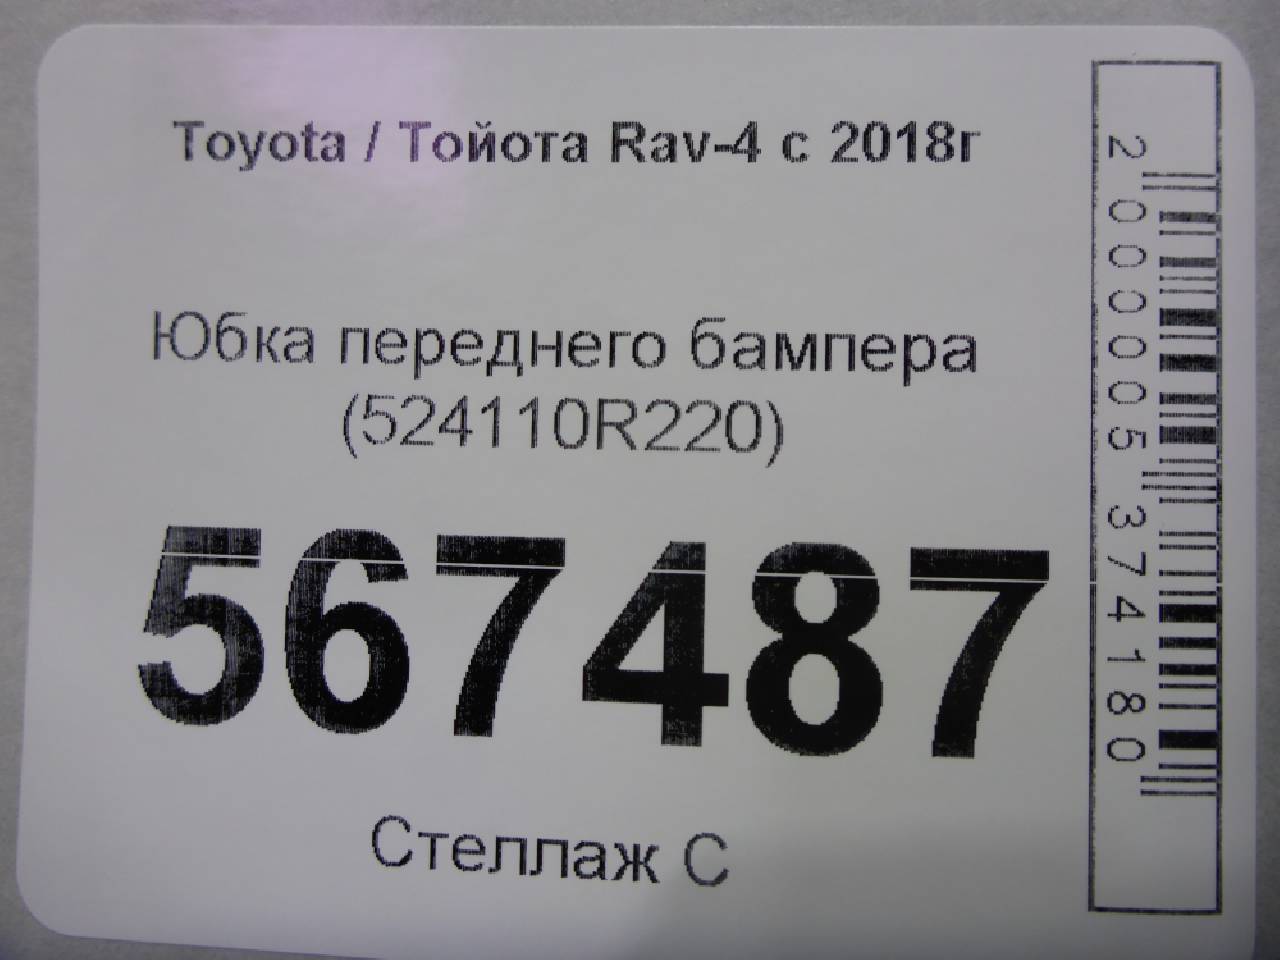 Toyota / Тойота Rav-4 с 2018г
Юбка переднего бампера
(524110R220)
567487
Стеллаж С
2000005374180